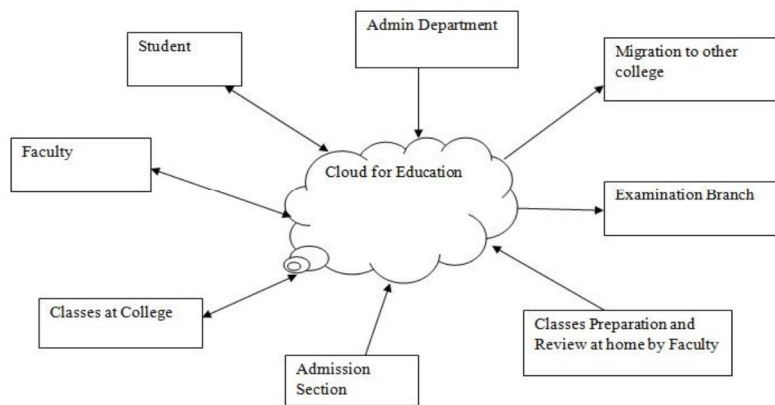 Admin Department
Student
Migration to other
college
Faculty
Cloud for Education
Examination Branch
Classes at College
Classes Preparation and
Review at home by Faculty
Admission
Section